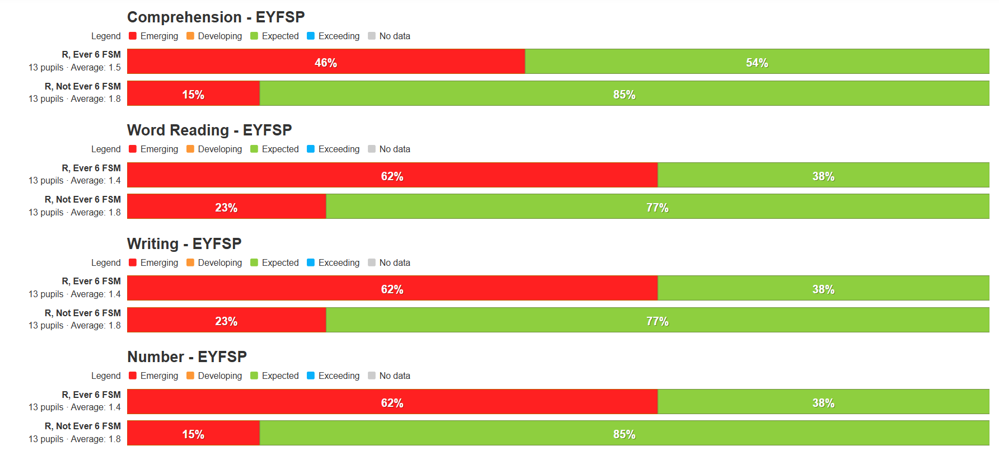 Comprehension - EYFSP
Legend Emerging Developing Expected Exceeding No data
R, Ever 6 FSM
13 pupils · Average: 1.5
46% 54%
R, Not Ever 6 FSM
13 pupils · Average: 1.8
15% 85%
Word Reading - EYFSP
Legend Emerging Developing Expected Exceeding No data
R, Ever 6 FSM
13 pupils · Average: 1.4
62% 38%
R, Not Ever 6 FSM
13 pupils · Average: 1.8
23% 77%
Writing - EYFSP
Legend Emerging Developing Expected Exceeding No data
R, Ever 6 FSM
13 pupils · Average: 1.4
62% 38%
R, Not Ever 6 FSM
13 pupils · Average: 1.8
23% 77%
Number - EYFSP
Legend Emerging Developing Expected Exceeding No data
R, Ever 6 FSM
13 pupils · Average: 1.4
62% 38%
R, Not Ever 6 FSM
13 pupils · Average: 1.8
15% 85%